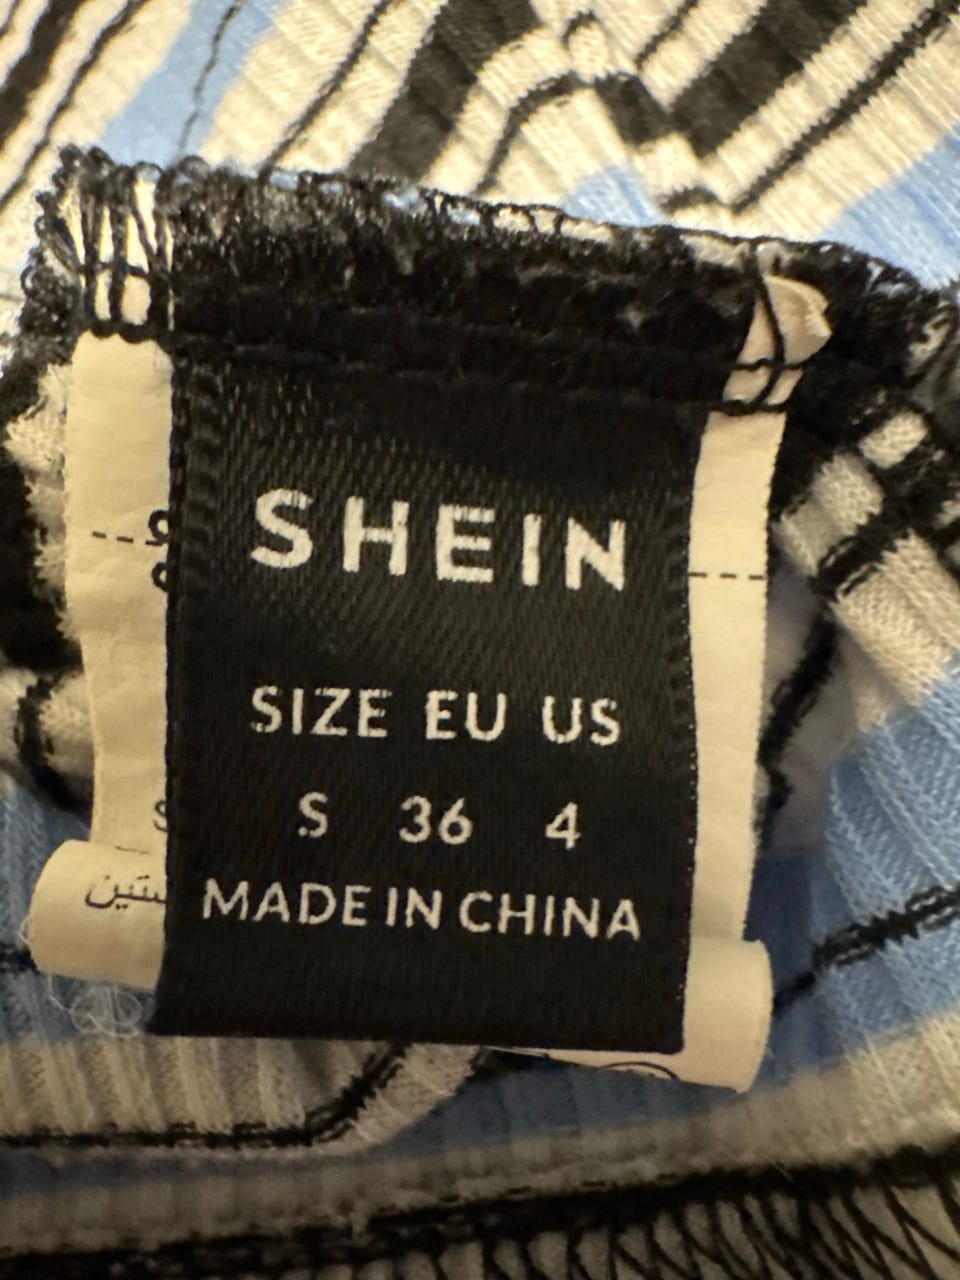 SHEIN
SIZE EU US
S 36 4
MADE IN CHINA